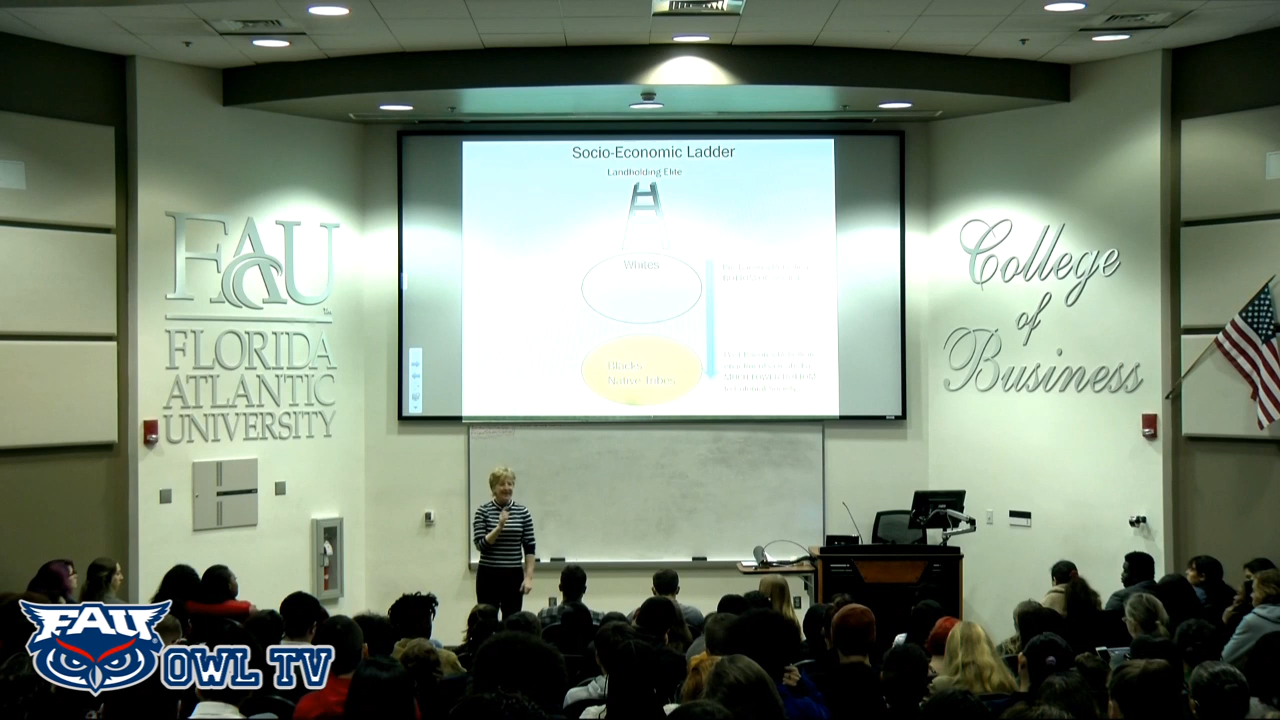 Socio-Economic Ladder
Landholding Elite
Whites
Blacks
Native Tribes
FAU
FLORIDA
ATLANTIC
UNIVERSITY
College
of
Business
FAU
OWL TV